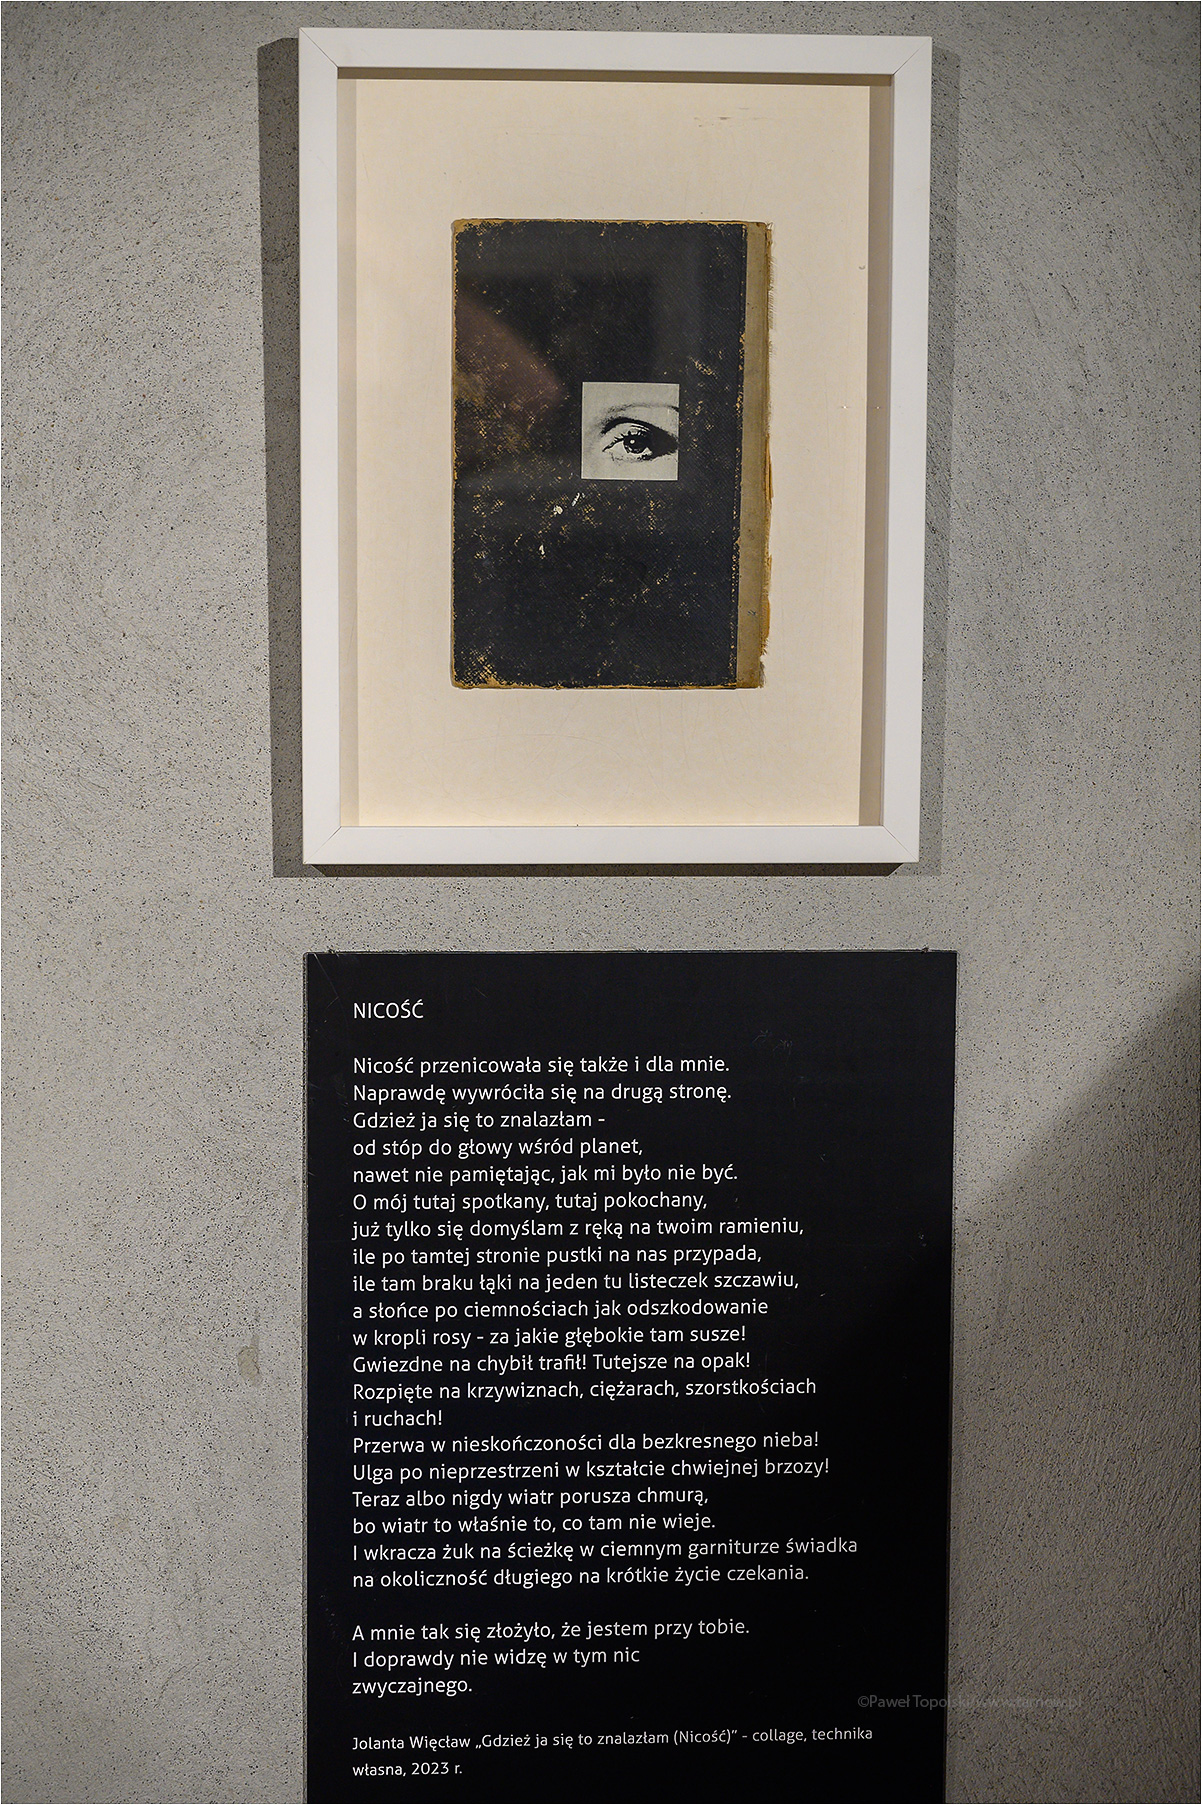 NICOŚĆ
Nicość przenicowała się także i dla mnie.
Naprawdę wywróciła się na drugą stronę.
Gdzież ja się to znalazłam -
od stóp do głowy wśród planet,
nawet nie pamiętając, jak mi było nie być.
O mój tutaj spotkany, tutaj pokochany,
już tylko się domyślam z ręką na twoim ramieniu,
ile po tamtej stronie pustki na nas przypada,
ile tam braku łąki na jeden tu listeczek szczawiu,
a słońce po ciemnościach jak odszkodowanie
w kropli rosy - za jakie głębokie tam susze!
Gwiezdne na chybił trafił! Tutejsze na opak!
Rozpięte na krzywiznach, ciężarach, szorstkościach
i ruchach!
Przerwa w nieskończoności dla bezkresnego nieba!
Ulga po nieprzestrzeni w kształcie chwiejnej brzozy!
Teraz albo nigdy wiatr porusza chmurą,
bo wiatr to właśnie to, co tam nie wieje.
I wkracza żuk na ścieżkę w ciemnym garniturze świadka
na okoliczność długiego na krótkie życie czekania.
A mnie tak się złożyło, że jestem przy tobie.
I doprawdy nie widzę w tym nic
zwyczajnego.
©Paweł Topolski/www.tarnow.pl
Jolanta Więcław „Gdzież ja się to znalazłam (Nicość)” - collage, technika
własna, 2023 r.